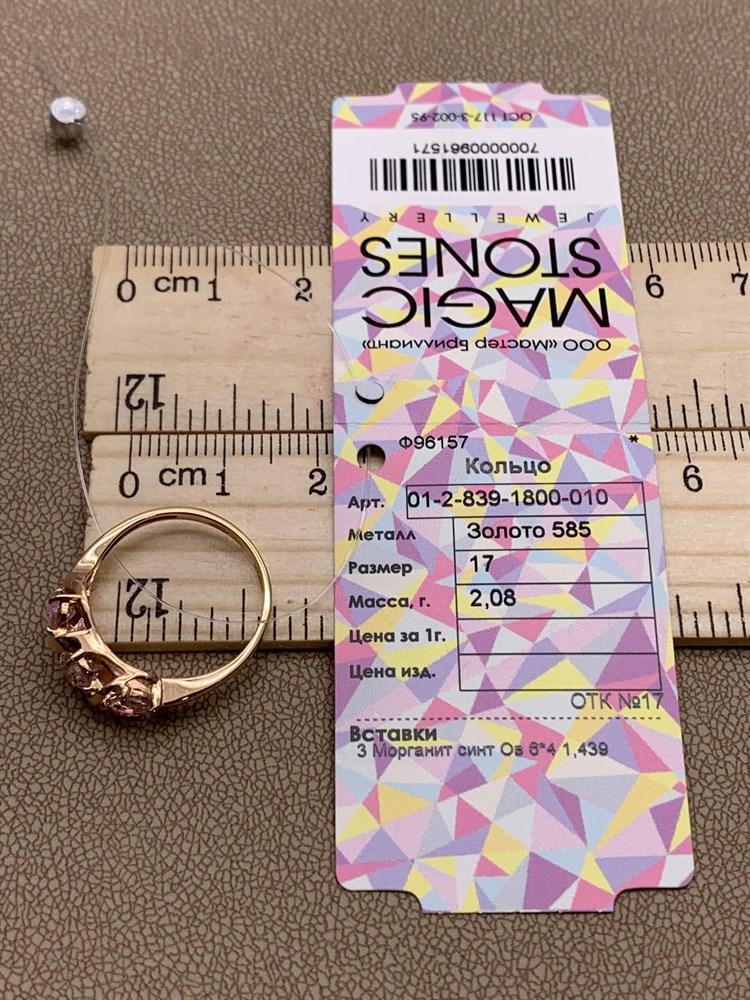 ОСТ 117-3-002-95
7000000961571
JEWELLERY
MAGIC
STONES
ООО «Мастер Бриллиант»
0 cm 1 2 6 7
12
0 cm 1 2 6
12
Ф96157 *
Кольцо
Арт. 01-2-839-1800-010
Металл Золото 585
Размер 17
Масса, г. 2,08
Цена за 1г.
Цена изд.
ОТК №17
Вставки
3 Морганит синт Ов 6*4 1,439